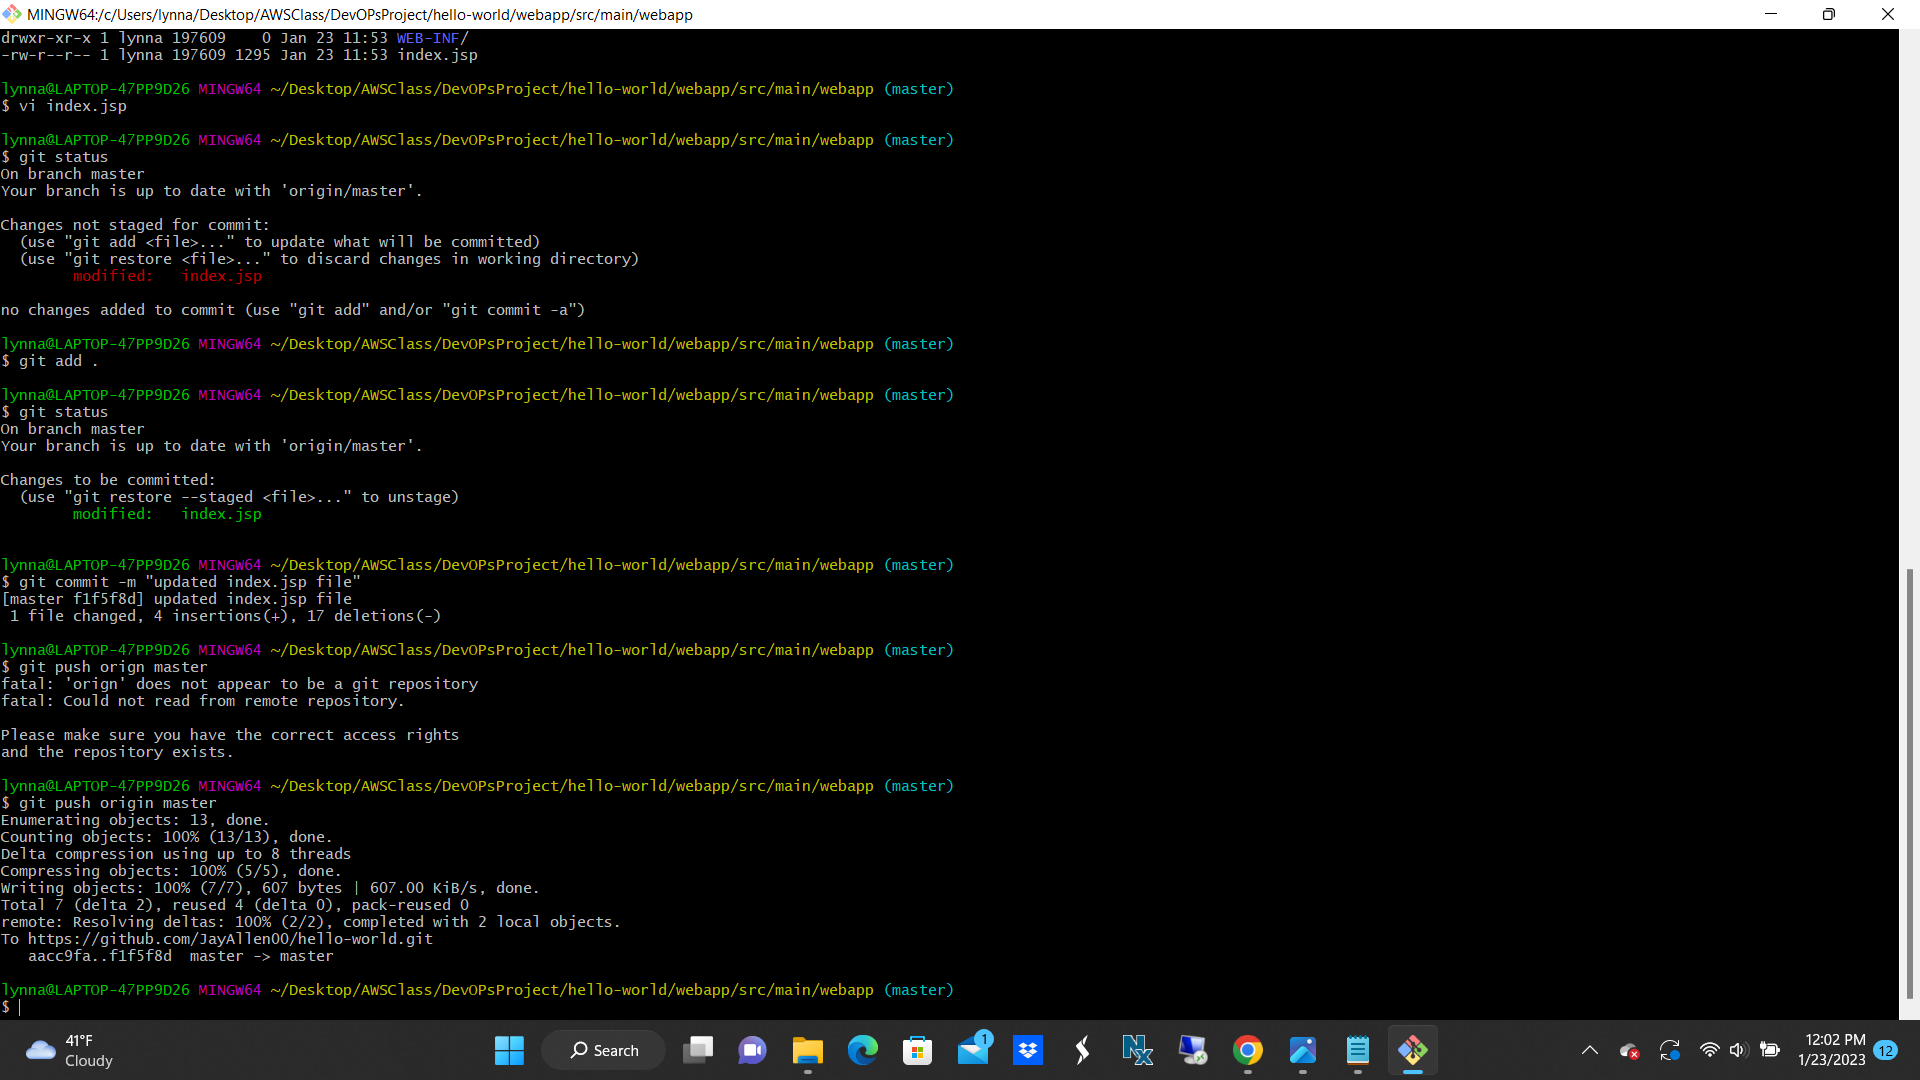 MINGW64:/c/Users/lynna/Desktop/AWSClass/DevOPsProject/hello-world/webapp/src/main/webapp
drwxr-xr-x 1 lynna 197609    0 Jan 23 11:53 WEB-INF/
-rw-r--r-- 1 lynna 197609 1295 Jan 23 11:53 index.jsp

lynna@LAPTOP-47PP9D26 MINGW64 ~/Desktop/AWSClass/DevOPsProject/hello-world/webapp/src/main/webapp (master)
$ vi index.jsp

lynna@LAPTOP-47PP9D26 MINGW64 ~/Desktop/AWSClass/DevOPsProject/hello-world/webapp/src/main/webapp (master)
$ git status
On branch master
Your branch is up to date with 'origin/master'.

Changes not staged for commit:
  (use "git add <file>..." to update what will be committed)
  (use "git restore <file>..." to discard changes in working directory)
        modified:   index.jsp

no changes added to commit (use "git add" and/or "git commit -a")

lynna@LAPTOP-47PP9D26 MINGW64 ~/Desktop/AWSClass/DevOPsProject/hello-world/webapp/src/main/webapp (master)
$ git add .

lynna@LAPTOP-47PP9D26 MINGW64 ~/Desktop/AWSClass/DevOPsProject/hello-world/webapp/src/main/webapp (master)
$ git status
On branch master
Your branch is up to date with 'origin/master'.

Changes to be committed:
  (use "git restore --staged <file>..." to unstage)
        modified:   index.jsp

lynna@LAPTOP-47PP9D26 MINGW64 ~/Desktop/AWSClass/DevOPsProject/hello-world/webapp/src/main/webapp (master)
$ git commit -m "updated index.jsp file"
[master f1f5f8d] updated index.jsp file
 1 file changed, 4 insertions(+), 17 deletions(-)

lynna@LAPTOP-47PP9D26 MINGW64 ~/Desktop/AWSClass/DevOPsProject/hello-world/webapp/src/main/webapp (master)
$ git push orign master
fatal: 'orign' does not appear to be a git repository
fatal: Could not read from remote repository.

Please make sure you have the correct access rights
and the repository exists.

lynna@LAPTOP-47PP9D26 MINGW64 ~/Desktop/AWSClass/DevOPsProject/hello-world/webapp/src/main/webapp (master)
$ git push origin master
Enumerating objects: 13, done.
Counting objects: 100% (13/13), done.
Delta compression using up to 8 threads
Compressing objects: 100% (5/5), done.
Writing objects: 100% (7/7), 607 bytes | 607.00 KiB/s, done.
Total 7 (delta 2), reused 4 (delta 0), pack-reused 0
remote: Resolving deltas: 100% (2/2), completed with 2 local objects.
To https://github.com/JayAllen00/hello-world.git
   aacc9fa..f1f5f8d  master -> master

lynna@LAPTOP-47PP9D26 MINGW64 ~/Desktop/AWSClass/DevOPsProject/hello-world/webapp/src/main/webapp (master)
$
41°F
Cloudy
Search
1
Nx
12:02 PM
1/23/2023
12